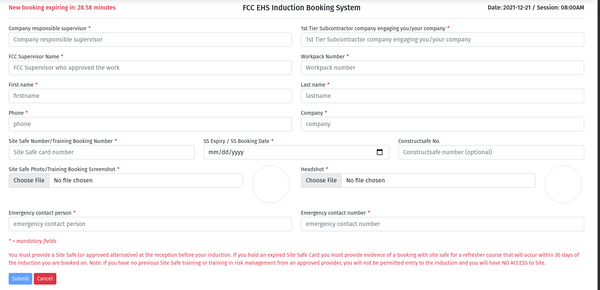 New booking expiring in: 28.58 minutes FCC EHS Induction Booking System Date: 2021-12-21 / Session: 08:00AM
Company responsible supervisor * 1st Tier Subcontractor company engaging you/your company *
Company responsible supervisor 1st Tier Subcontractor company engaging you/your company
FCC Supervisor Name * Workpack Number *
FCC Supervisor who approved the work Workpack number
First name * Last name *
firstname lastname
Phone * Company *
phone company
Site Safe Number/Training Booking Number * SS Expiry / SS Booking Date * Constructsafe No.
Site Safe card number mm/dd/yyyy Constructsafe number (optional)
Site Safe Photo/Training Booking Screenshot * Headshot *
Choose File No file chosen Choose File No file chosen
Emergency contact person * Emergency contact number *
emergency contact person emergency contact number
* = mandatory fields
You must provide a Site Safe (or approved alternative) at the reception before your induction. If you hold an expired Site Safe Card you must provide evidence of a booking with site safe for a refresher course that will occur within 30 days of
the induction you are booked on. Note: If you have no previous Site Safe training or training in risk management from an approved provider, you will not be permitted entry to the induction and you will have NO ACCESS to Site.
Submit Cancel